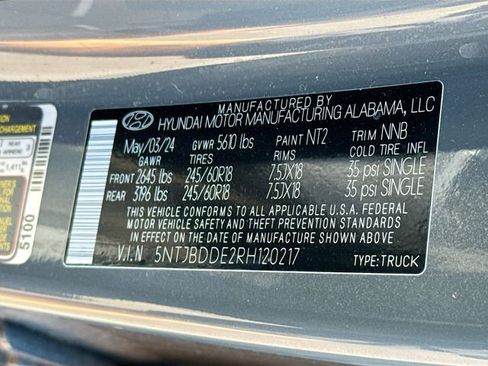 MANUFACTURED BY
HYUNDAI MOTOR MANUFACTURING ALABAMA, LLC
May/03/24 GVWR 5610 lbs PAINT NT2 TRIM NNB
GAWR TIRES RIMS COLD TIRE INFL
FRONT 2645 lbs 245/60R18 7.5JX18 35 psi SINGLE
REAR 3196 lbs 245/60R18 7.5JX18 35 psi SINGLE
THIS VEHICLE CONFORMS TO ALL APPLICABLE U.S.A. FEDERAL
MOTOR VEHICLE SAFETY AND THEFT PREVENTION STANDARDS
IN EFFECT ON THE DATE OF MANUFACTURE SHOWN ABOVE.
V.I.N 5NTJBDDE2RH120217
TYPE:TRUCK
5100